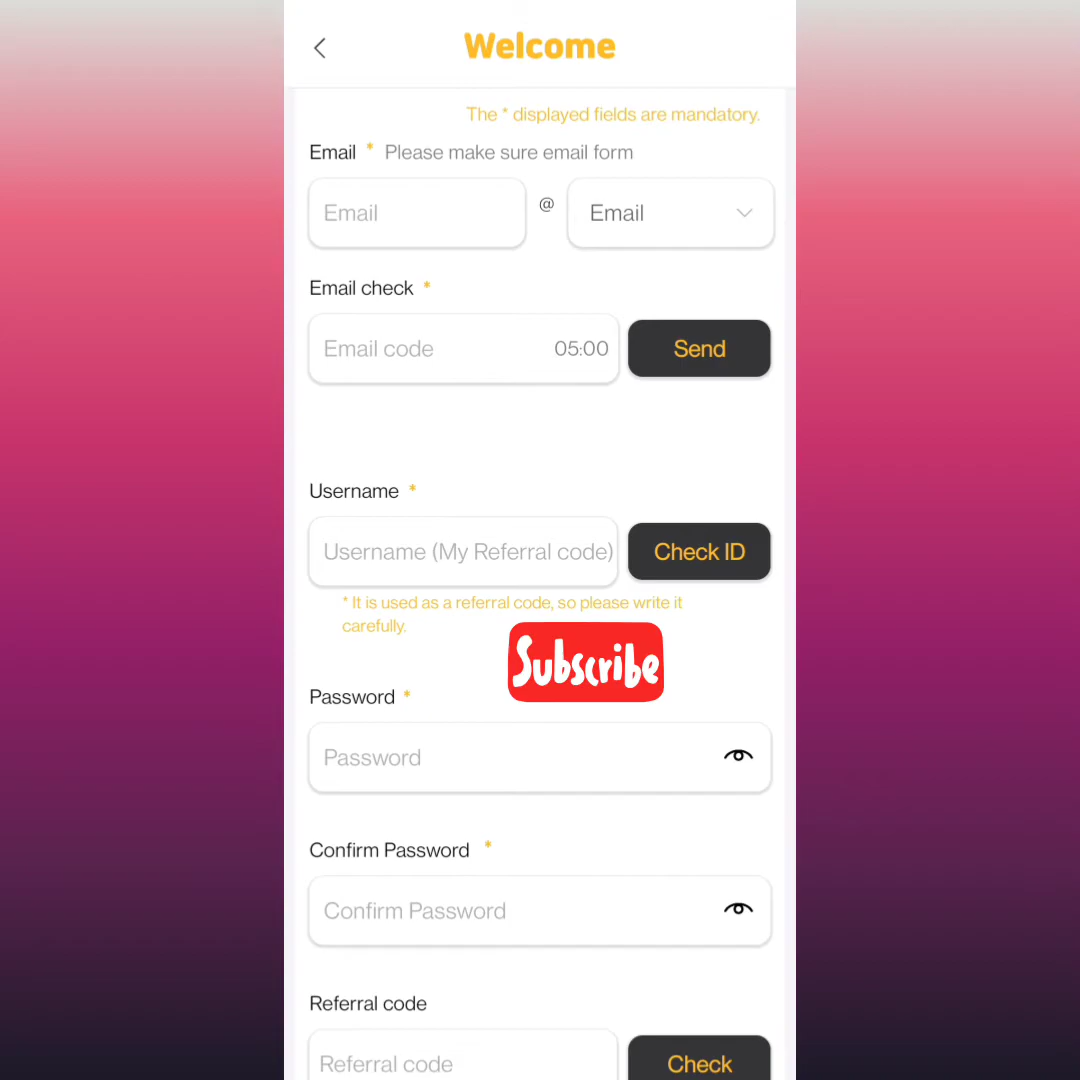 Welcome
The * displayed fields are mandatory.
Email * Please make sure email form
Email @ Email
Email check *
Email code 05:00 Send
Username *
Username (My Referral code) Check ID
* It is used as a referral code, so please write it
carefully.
Subscribe
Password *
Password
Confirm Password *
Confirm Password
Referral code
Referral code Check